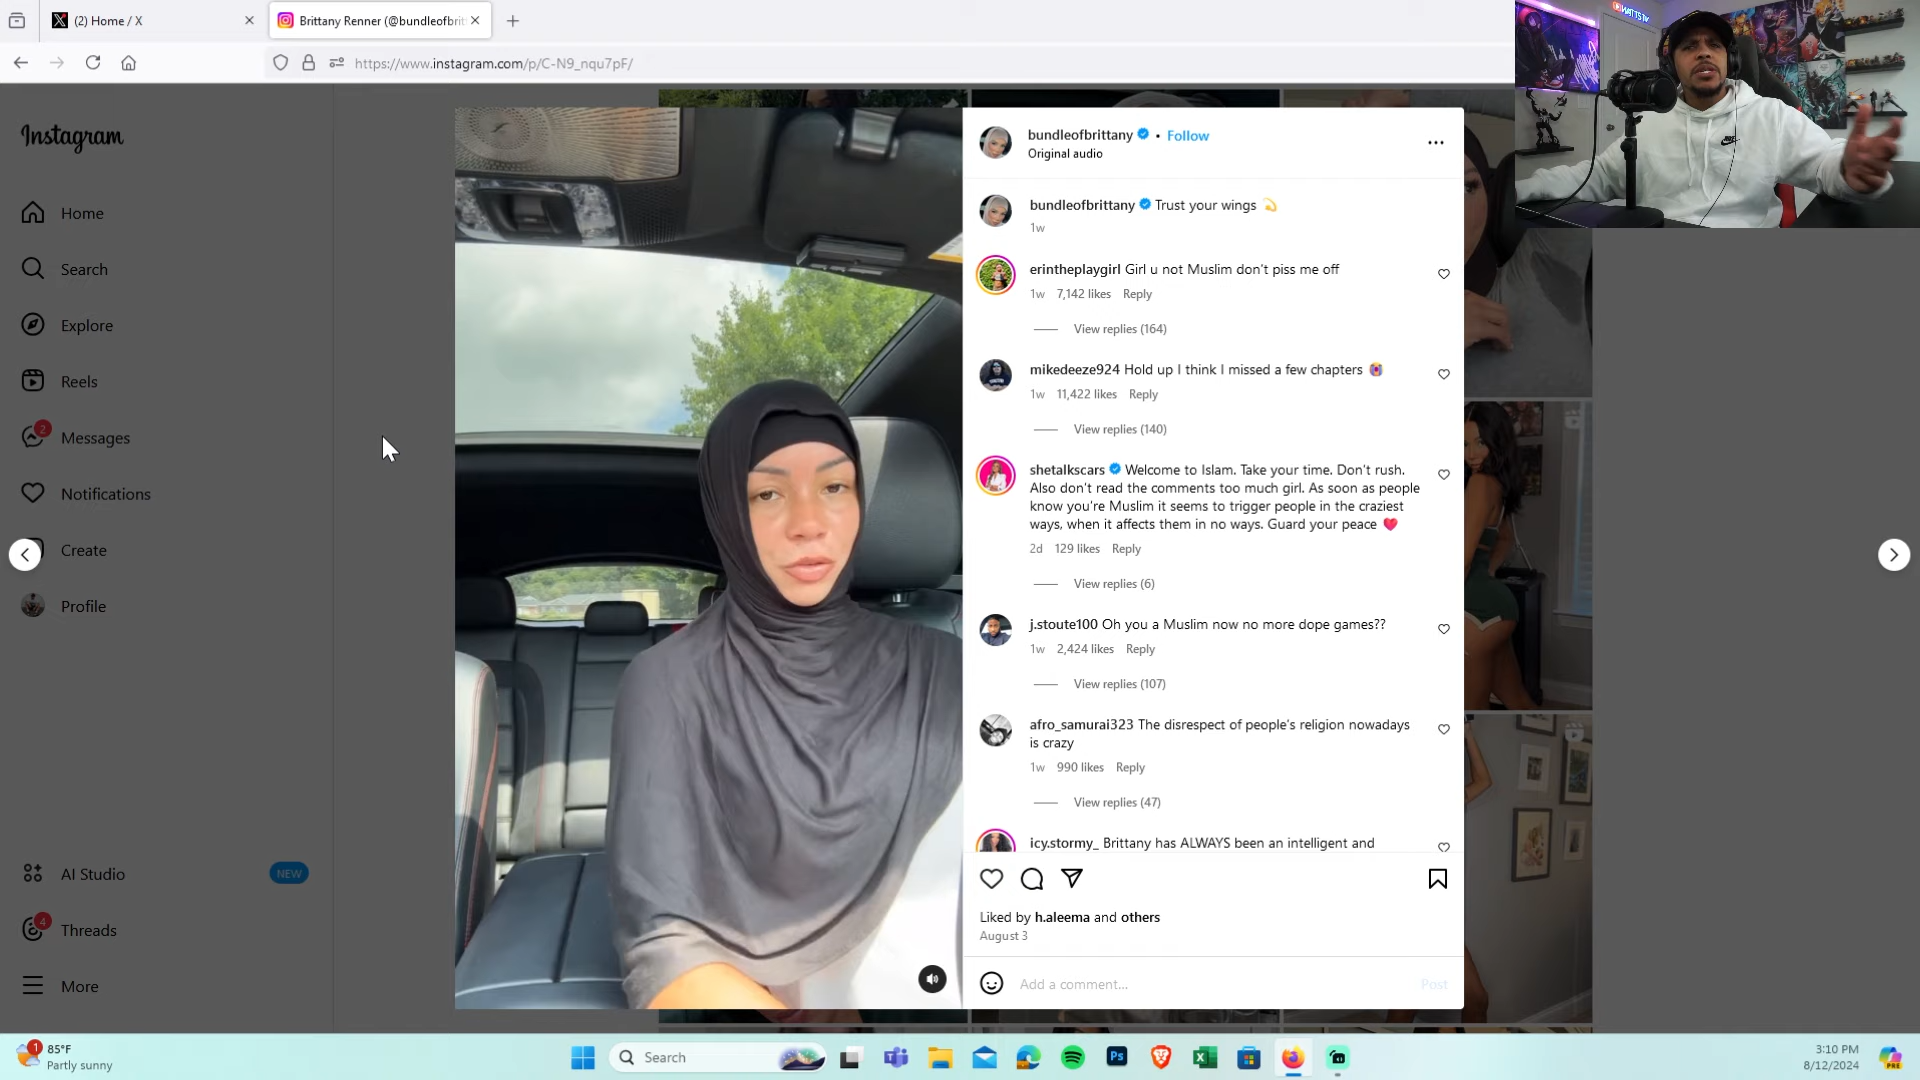 (2) Home / X
Brittany Renner (@bundleofbrit
https://www.instagram.com/p/C-N9_nqu7pF/
WATTS TV
Instagram
Home
Search
Explore
Reels
2
Messages
Notifications
Create
Profile
AI Studio
NEW
4
Threads
More
bundleofbrittany • Follow
Original audio
bundleofbrittany Trust your wings 💫
1w
erintheplaygirl Girl u not Muslim don't piss me off
1w 7,142 likes Reply
View replies (164)
mikedeeze924 Hold up I think I missed a few chapters
1w 11,422 likes Reply
View replies (140)
shetalkscars Welcome to Islam. Take your time. Don't rush.
Also don't read the comments too much girl. As soon as people
know you're Muslim it seems to trigger people in the craziest
ways, when it affects them in no ways. Guard your peace ❤️
2d 129 likes Reply
View replies (6)
j.stoute100 Oh you a Muslim now no more dope games??
1w 2,424 likes Reply
View replies (107)
afro_samurai323 The disrespect of people's religion nowadays
is crazy
1w 990 likes Reply
View replies (47)
icy.stormy_ Brittany has ALWAYS been an intelligent and
Liked by h.aleema and others
August 3
Add a comment...
Post
1
85°F
Partly sunny
Search
Ps
PRE
3:10 PM
8/12/2024